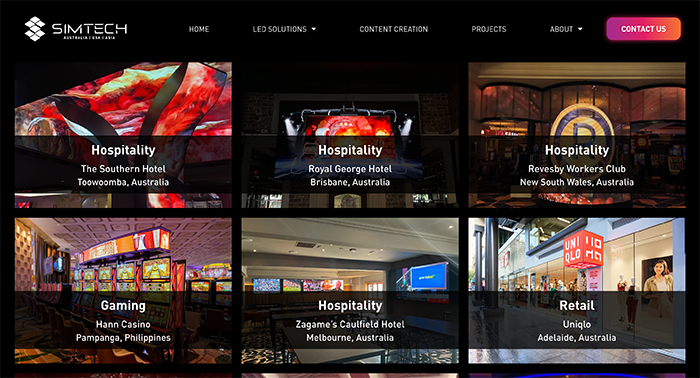 SIMTECH
AUSTRALIA | USA | ASIA
HOME
LED SOLUTIONS
CONTENT CREATION
PROJECTS
ABOUT
CONTACT US
Hospitality
The Southern Hotel
Toowoomba, Australia
Hospitality
Royal George Hotel
Brisbane, Australia
Hospitality
Revesby Workers Club
New South Wales, Australia
Gaming
Hann Casino
Pampanga, Philippines
Hospitality
Zagame's Caulfield Hotel
Melbourne, Australia
UNI
QLO
Retail
Uniqlo
Adelaide, Australia